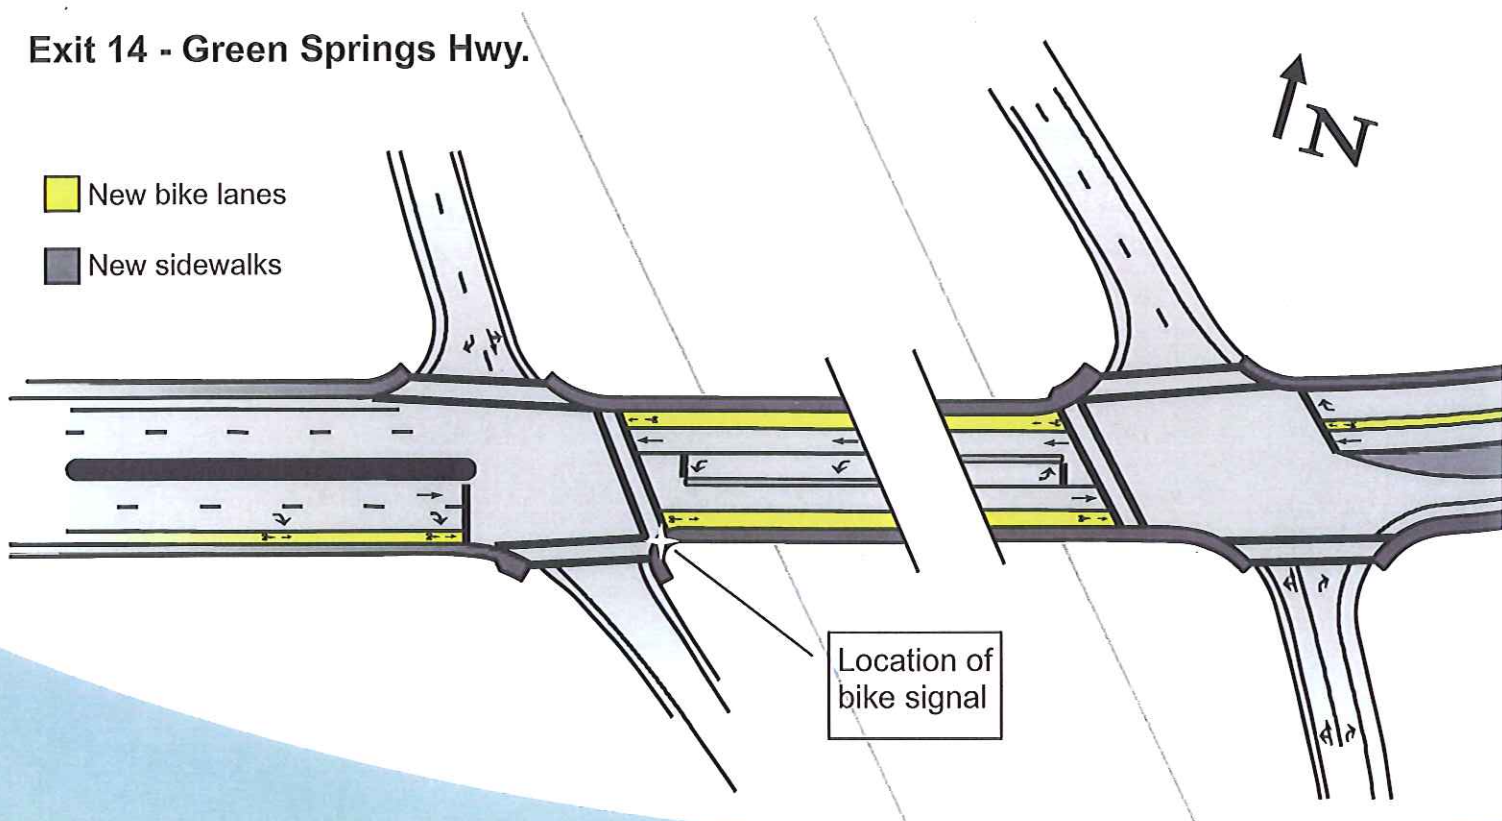 Exit 14 - Green Springs Hwy.
N
New bike lanes
New sidewalks
Location of
bike signal